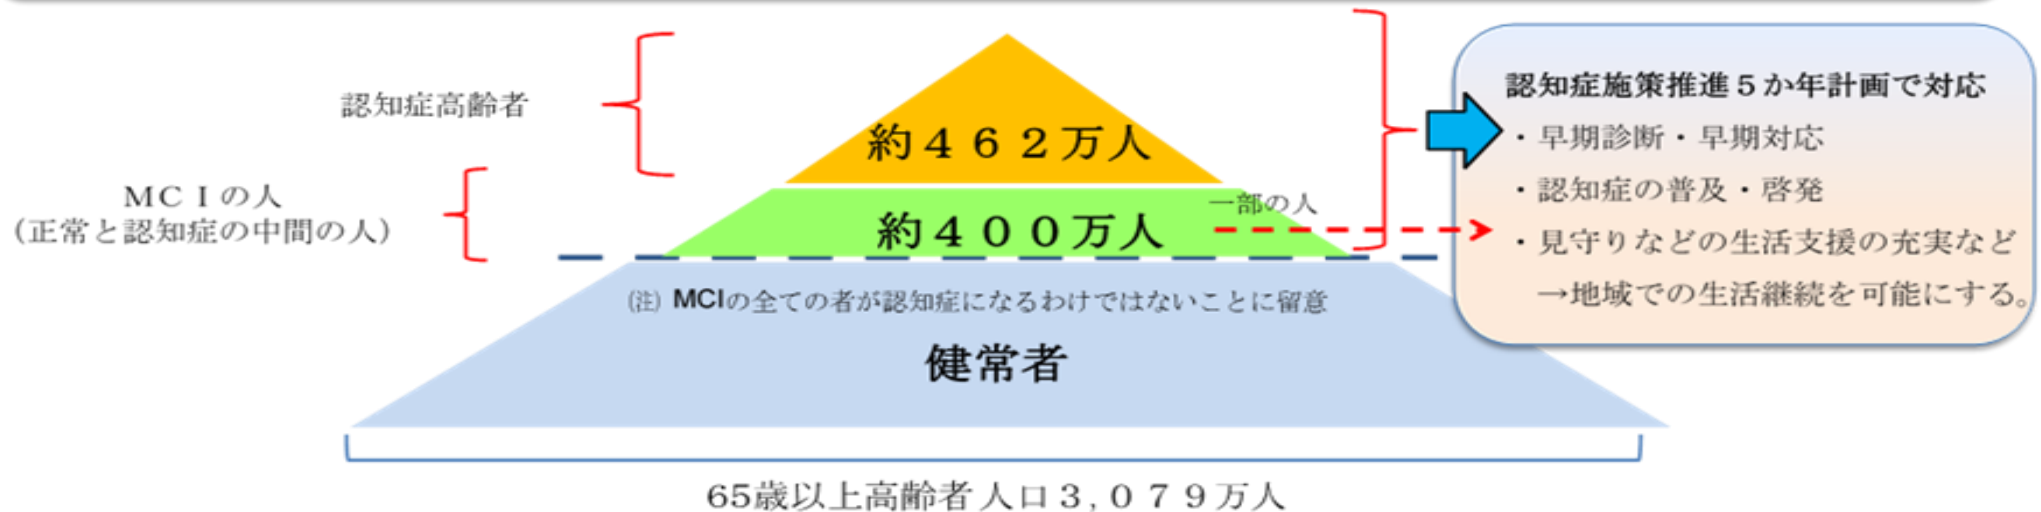 認知症高齢者
約４６２万人
ＭＣＩの人
（正常と認知症の中間の人）
約４００万人
一部の人
㈟ MCIの全ての者が認知症になるわけではないことに留意
健常者
65歳以上高齢者人口３，０７９万人
認知症施策推進５か年計画で対応
・早期診断・早期対応
・認知症の普及・啓発
・見守りなどの生活支援の充実など
→地域での生活継続を可能にする。